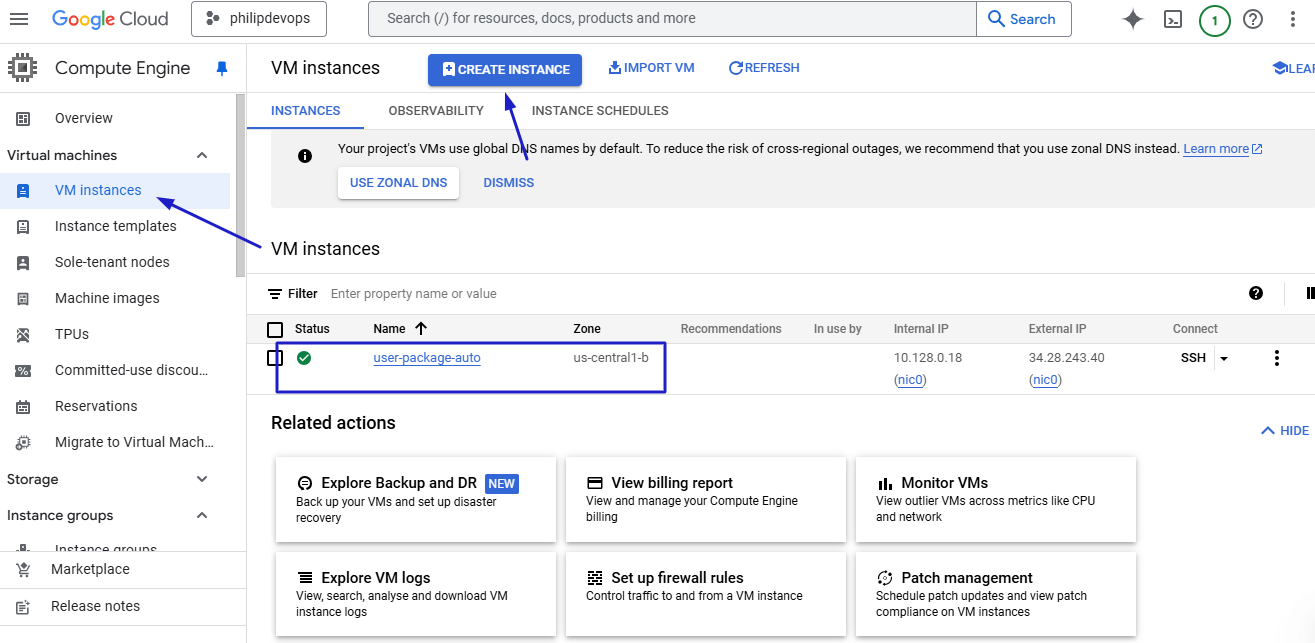 Google Cloud
philipdevops
Search (/) for resources, docs, products and more
Search
1
Compute Engine
VM instances
CREATE INSTANCE
IMPORT VM
REFRESH
LEAR
Overview
Virtual machines
VM instances
Instance templates
Sole-tenant nodes
Machine images
TPUs
Committed-use discou...
Reservations
Migrate to Virtual Mach...
Storage
Instance groups
Instance groups
Marketplace
Release notes
INSTANCES
OBSERVABILITY
INSTANCE SCHEDULES
Your project's VMs use global DNS names by default. To reduce the risk of cross-regional outages, we recommend that you use zonal DNS instead. Learn more
USE ZONAL DNS
DISMISS
VM instances
Filter
Enter property name or value
Status Name Zone Recommendations In use by Internal IP External IP Connect
user-package-auto us-central1-b 10.128.0.18 34.28.243.40 SSH
(nic0) (nic0)
Related actions
HIDE
Explore Backup and DR NEW
Back up your VMs and set up disaster
recovery
View billing report
View and manage your Compute Engine
billing
Monitor VMs
View outlier VMs across metrics like CPU
and network
Explore VM logs
View, search, analyse and download VM
instance logs
Set up firewall rules
Control traffic to and from a VM instance
Patch management
Schedule patch updates and view patch
compliance on VM instances